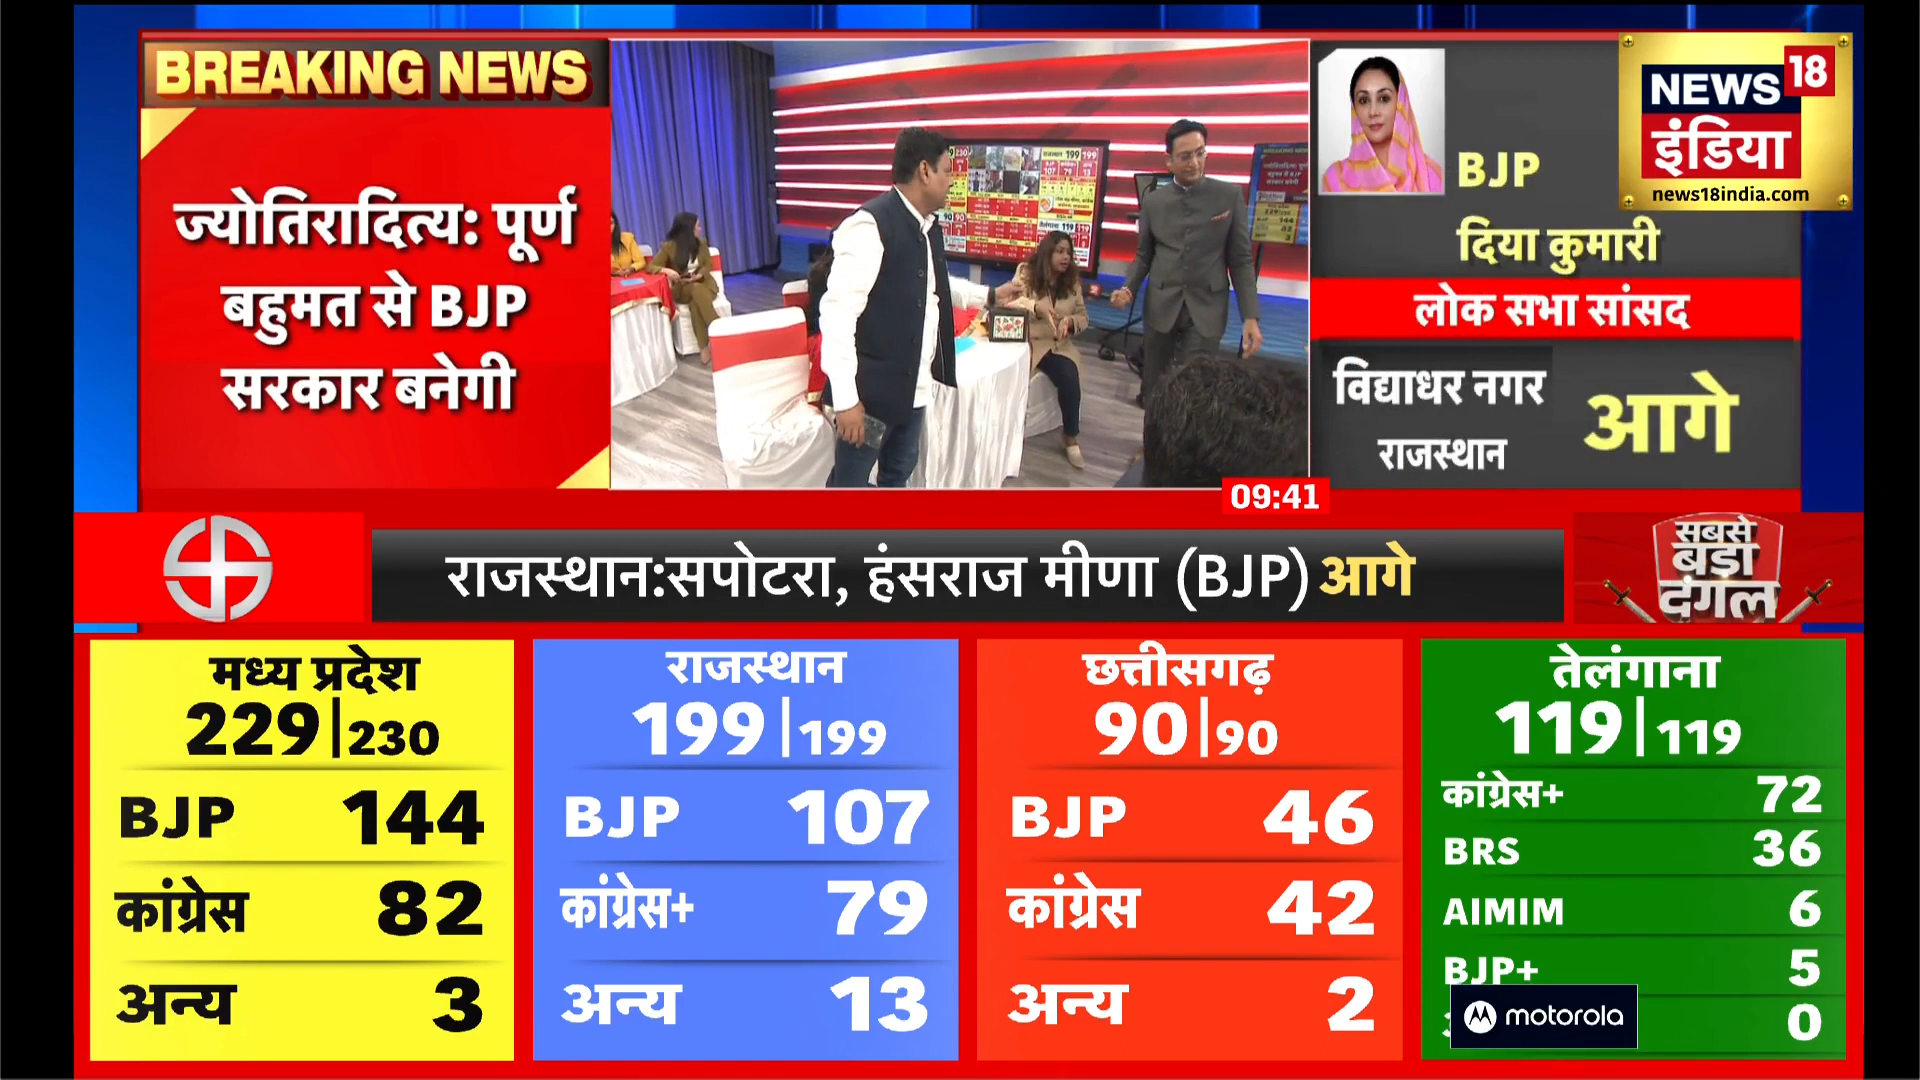 BREAKING NEWS
ज्योतिरादित्य: पूर्ण
बहुमत से BJP
सरकार बनेगी
BJP
दिया कुमारी
लोक सभा सांसद
विद्याधर नगर
राजस्थान
आगे
NEWS 18
इंडिया
news18india.com
09:41
राजस्थान:सपोटरा, हंसराज मीणा (BJP) आगे
सबसे
बड़ा
दंगल
मध्य प्रदेश
229|230
BJP 144
कांग्रेस 82
अन्य 3
राजस्थान
199|199
BJP 107
कांग्रेस+ 79
अन्य 13
छत्तीसगढ़
90|90
BJP 46
कांग्रेस 42
अन्य 2
तेलंगाना
119|119
कांग्रेस+ 72
BRS 36
AIMIM 6
BJP+ 5
0
motorola